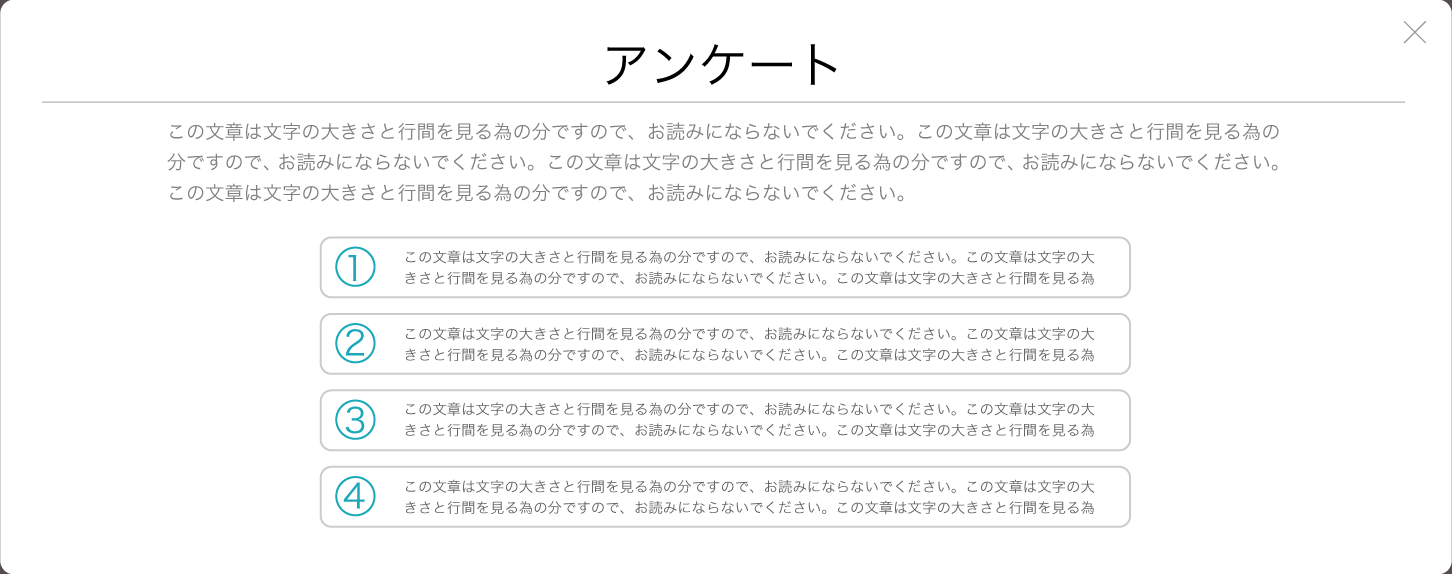 アンケート
この文章は文字の大きさと行間を見る為の分ですので、お読みにならないでください。この文章は文字の大きさと行間を見る為の
分ですので、お読みにならないでください。この文章は文字の大きさと行間を見る為の分ですので、お読みにならないでください。
この文章は文字の大きさと行間を見る為の分ですので、お読みにならないでください。
① この文章は文字の大きさと行間を見る為の分ですので、お読みにならないでください。この文章は文字の大
きさと行間を見る為の分ですので、お読みにならないでください。この文章は文字の大きさと行間を見る為
② この文章は文字の大きさと行間を見る為の分ですので、お読みにならないでください。この文章は文字の大
きさと行間を見る為の分ですので、お読みにならないでください。この文章は文字の大きさと行間を見る為
③ この文章は文字の大きさと行間を見る為の分ですので、お読みにならないでください。この文章は文字の大
きさと行間を見る為の分ですので、お読みにならないでください。この文章は文字の大きさと行間を見る為
④ この文章は文字の大きさと行間を見る為の分ですので、お読みにならないでください。この文章は文字の大
きさと行間を見る為の分ですので、お読みにならないでください。この文章は文字の大きさと行間を見る為